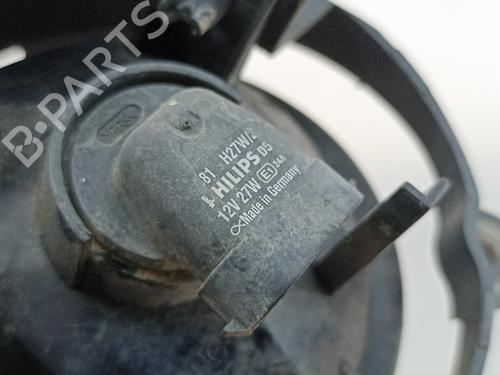 B-PARTS
81 H27W/2
PHILIPS D5
12V 27W E1 24A
Made in Germany